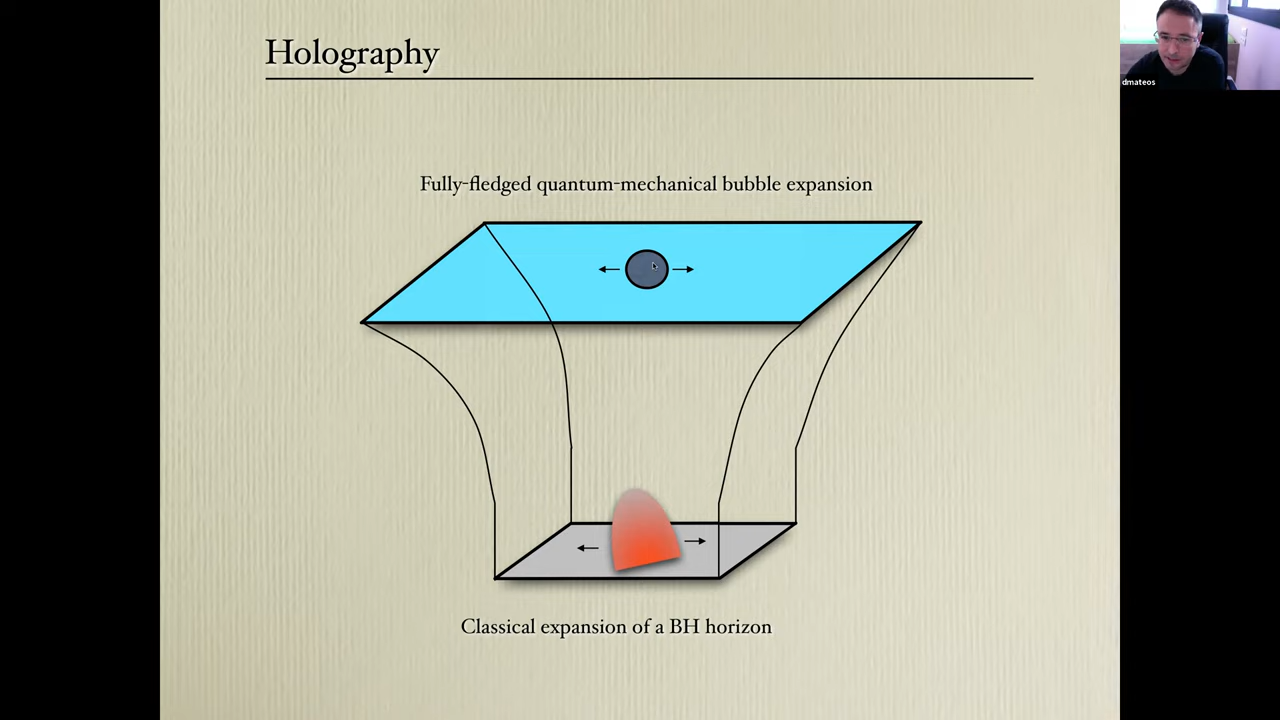 Holography
dmateos
Fully-fledged quantum-mechanical bubble expansion
Classical expansion of a BH horizon